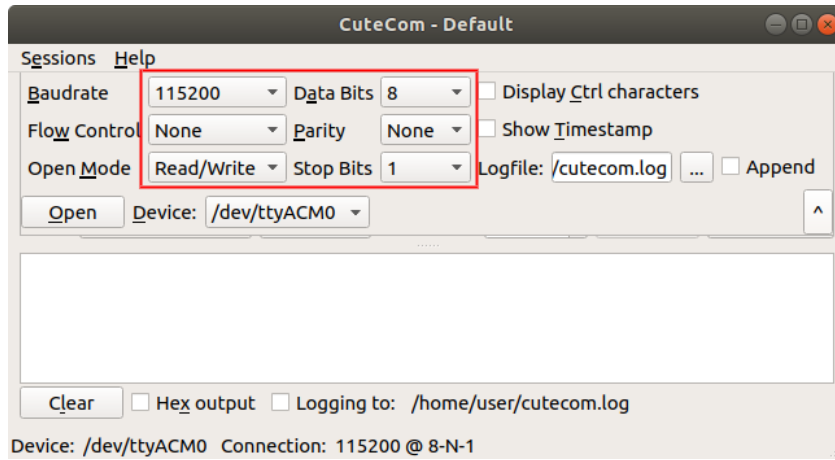 CuteCom - Default
Sessions Help
Baudrate 115200 Data Bits 8 Display Ctrl characters
Flow Control None Parity None Show Timestamp
Open Mode Read/Write Stop Bits 1 Logfile: /cutecom.log ... Append
Open Device: /dev/ttyACM0 ^
Clear Hex output Logging to: /home/user/cutecom.log
Device: /dev/ttyACM0 Connection: 115200 @ 8-N-1